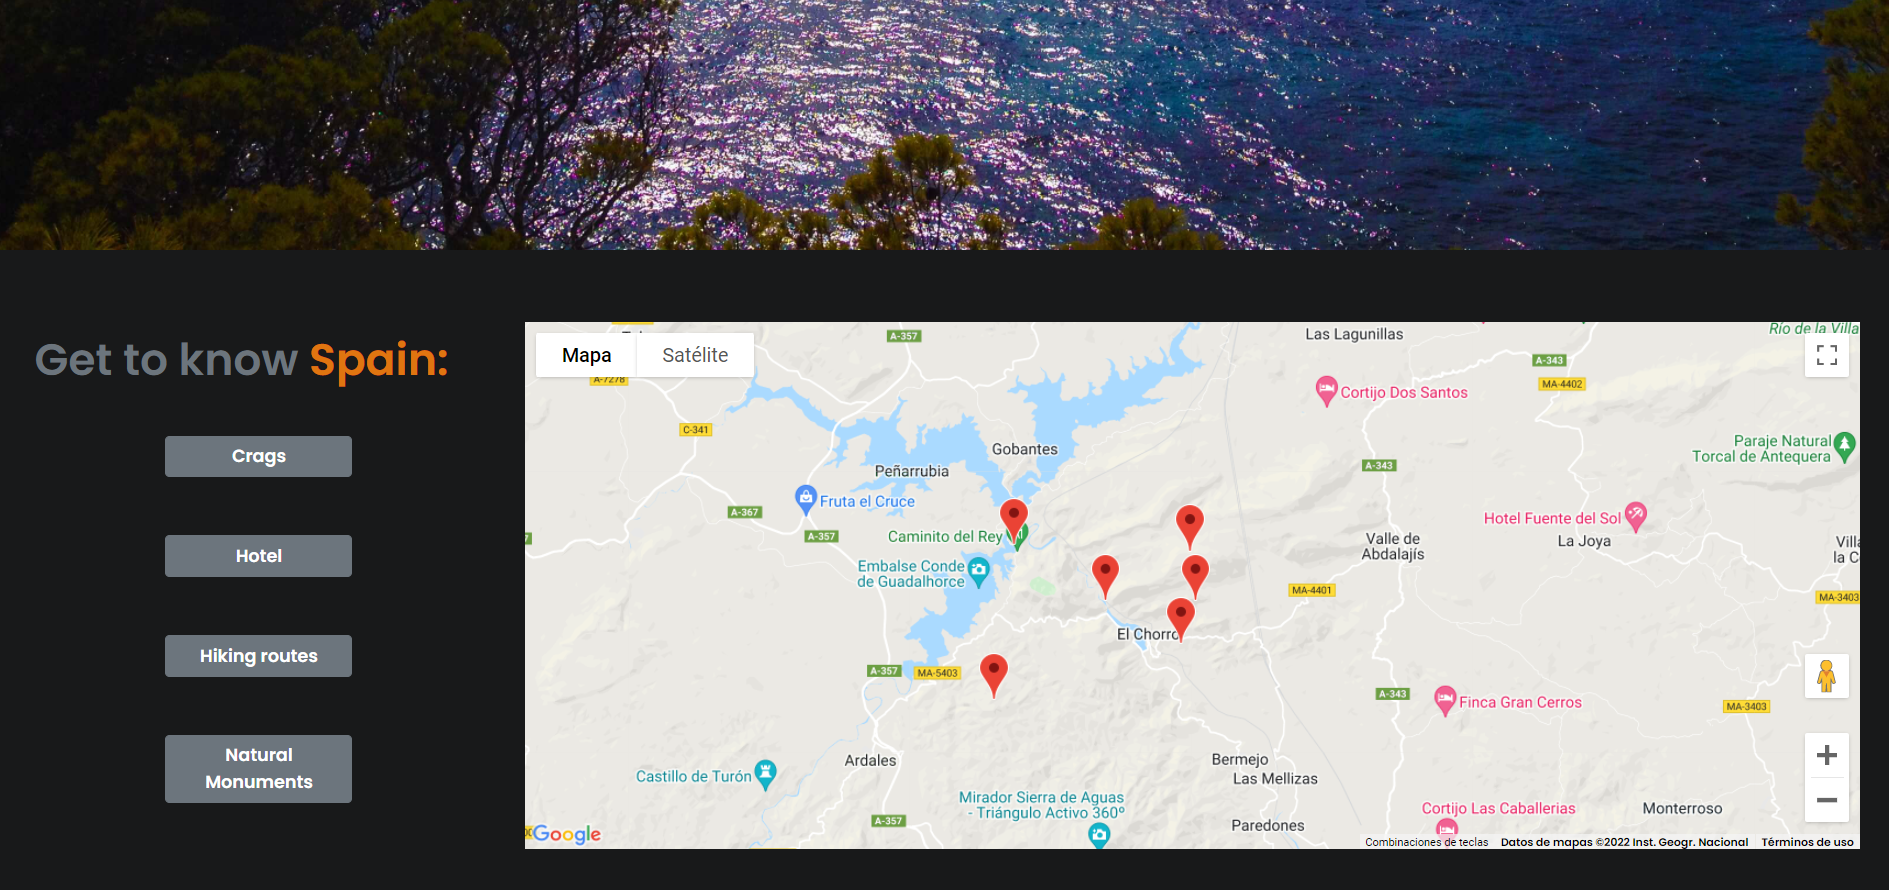 Get to know Spain:
Crags
Hotel
Hiking routes
Natural
Monuments
Mapa
Satélite
A-357
Las Lagunillas
Río de la Villa
A-7278
A-343
MA-4402
Cortijo Dos Santos
C-341
Gobantes
Paraje Natural
Torcal de Antequera
Peñarrubia
A-343
Fruta el Cruce
A-367
Hotel Fuente del Sol
A-357
Caminito del Rey
Valle de
Abdalajís
La Joya
Villa
la C
Embalse Conde
de Guadalhorce
MA-4401
MA-3403
El Chorro
A-357
MA-5403
A-343
Finca Gran Cerros
MA-3403
Ardales
Bermejo
Castillo de Turón
Las Mellizas
Mirador Sierra de Aguas
- Triángulo Activo 360º
Cortijo Las Caballerias
Monterroso
A-357
Paredones
Google
Combinaciones de teclas
Datos de mapas ©2022 Inst. Geogr. Nacional
Términos de uso